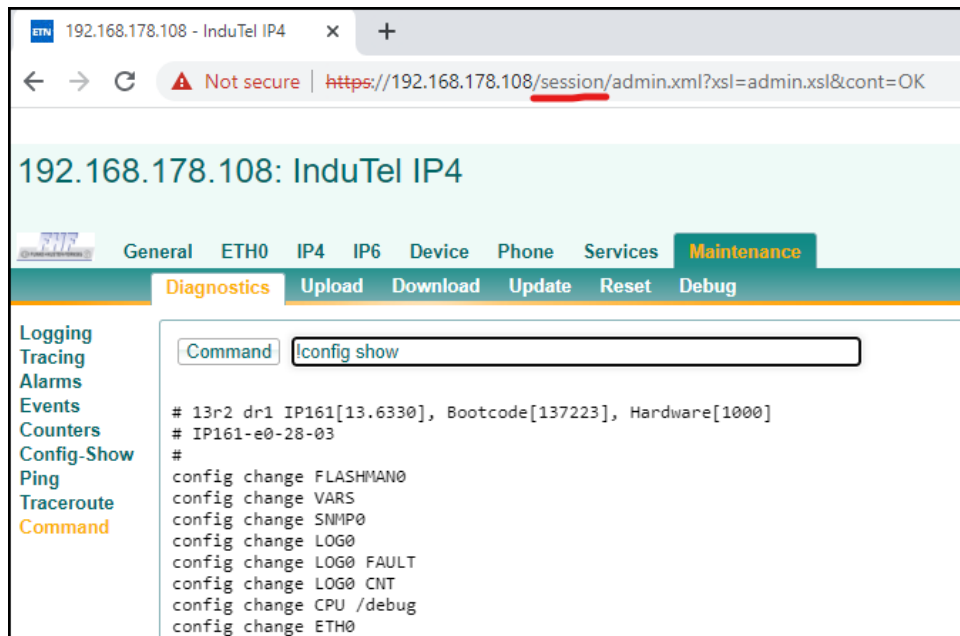 ETN 192.168.178.108 - InduTel IP4
Not secure | https://192.168.178.108/session/admin.xml?xsl=admin.xsl&cont=OK
192.168.178.108: InduTel IP4
FHF General ETH0 IP4 IP6 Device Phone Services Maintenance
Diagnostics Upload Download Update Reset Debug
Logging
Tracing
Alarms
Events
Counters
Config-Show
Ping
Traceroute
Command
Command !config show
# 13r2 dr1 IP161[13.6330], Bootcode[137223], Hardware[1000]
# IP161-e0-28-03
#
config change FLASHMAN0
config change VARS
config change SNMP0
config change LOG0
config change LOG0 FAULT
config change LOG0 CNT
config change CPU /debug
config change ETH0